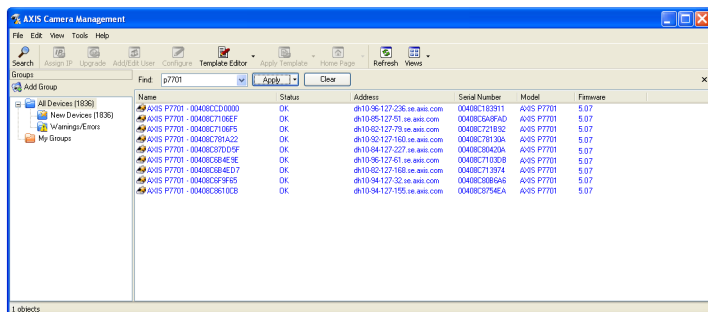 AXIS Camera Management
File Edit View Tools Help
Search Assign IP Upgrade Add/Edit User Configure Template Editor Apply Template Home Page Refresh Views
Groups
Find: p7701 Apply Clear
Add Group
Name Status Address Serial Number Model Firmware
All Devices (1836)
New Devices (1836)
Warnings/Errors
My Groups
AXIS P7701 - 00408CCD0000 OK dh10-96-127-236.se.axis.com 00408C183911 AXIS P7701 5.07
AXIS P7701 - 00408C7106EF OK dh10-85-127-51.se.axis.com 00408C6A8FAD AXIS P7701 5.07
AXIS P7701 - 00408C7106F5 OK dh10-82-127-79.se.axis.com 00408C721B92 AXIS P7701 5.07
AXIS P7701 - 00408C781A22 OK dh10-92-127-160.se.axis.com 00408C78130A AXIS P7701 5.07
AXIS P7701 - 00408C87DD5F OK dh10-84-127-227.se.axis.com 00408C80420A AXIS P7701 5.07
AXIS P7701 - 00408C6B4E9E OK dh10-96-127-61.se.axis.com 00408C7103DB AXIS P7701 5.07
AXIS P7701 - 00408C6B4ED7 OK dh10-82-127-168.se.axis.com 00408C713974 AXIS P7701 5.07
AXIS P7701 - 00408C6F9F65 OK dh10-94-127-32.se.axis.com 00408C80B6A6 AXIS P7701 5.07
AXIS P7701 - 00408C8610CB OK dh10-94-127-155.se.axis.com 00408C8754EA AXIS P7701 5.07
1 objects